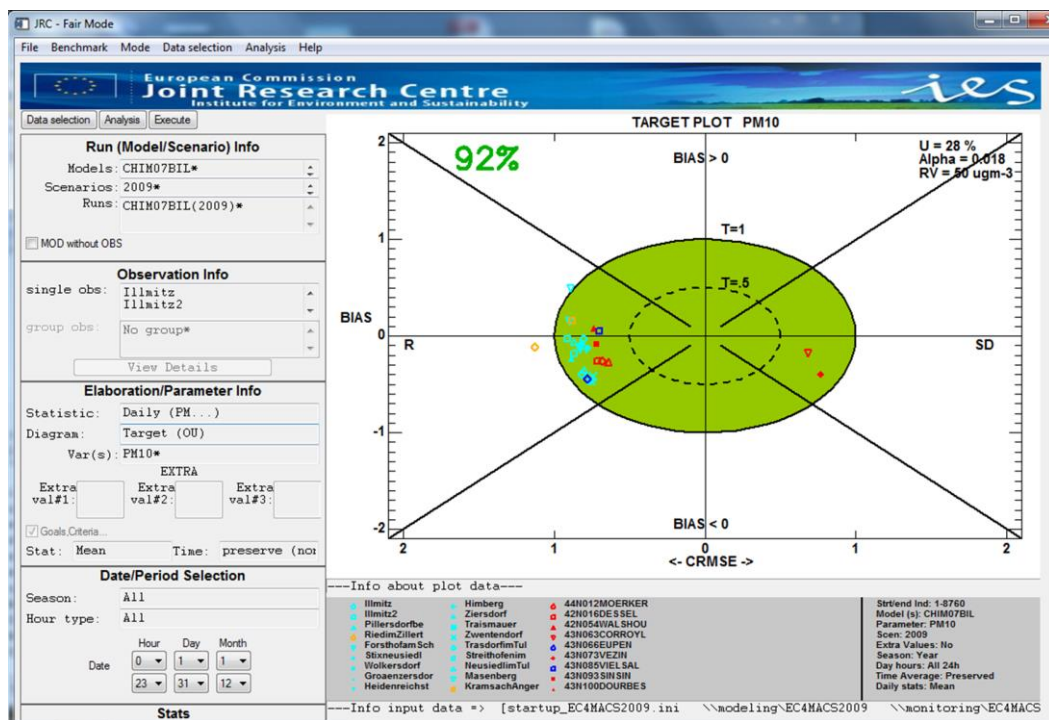 JRC - Fair Mode
File Benchmark Mode Data selection Analysis Help
European Commission
Joint Research Centre
Institute for Environment and Sustainability
ies
Data selection Analysis Execute
Run (Model/Scenario) Info
Models: CHIM07BIL*
Scenarios: 2009*
Runs: CHIM07BIL(2009)*
MOD without OBS
Observation Info
single obs: Illmitz
Illmitz2
group obs: No group*
View Details
Elaboration/Parameter Info
Statistic: Daily (PM...)
Diagram: Target (OU)
Var(s): PM10*
EXTRA
Extra val#1: Extra val#2: Extra val#3:
Goals,Criteria...
Stat: Mean Time: preserve (nor
Date/Period Selection
Season: All
Hour type: All
Hour Day Month
Date 0 1 1
23 31 12
Stats
TARGET PLOT PM10
92%
BIAS > 0
U = 28 %
Alpha = 0.018
RV = 50 ugm-3
2
1
T=1
T=.5
BIAS 0
R SD
-1
-2
BIAS < 0
2 1 0 1 2
<- CRMSE ->
---Info about plot data---
Illmitz Himberg 44N012MOERKER
Illmitz2 Ziersdorf 42N016DESSEL
Pillersdorfbe Traismauer 42N054WALSHOU
RiedimZillert Zwentendorf 43N063CORROYL
ForsthofamSch TrasdorfimTul 43N066EUPEN
Stixneusiedl Streithofenim 43N073VEZIN
Wolkersdorf NeusiedlimTul 43N085VIELSAL
Groaenzersdor Masenberg 43N093SINSIN
Heidenreichst KramsachAnger 43N100DOURBES
Strt/end Ind: 1-8760
Model (s): CHIM07BIL
Parameter: PM10
Scen: 2009
Extra Values: No
Season: Year
Day hours: All 24h
Time Average: Preserved
Daily stats: Mean
---Info input data => [startup_EC4MACS2009.ini \\modeling\EC4MACS2009 \\monitoring\EC4MACS